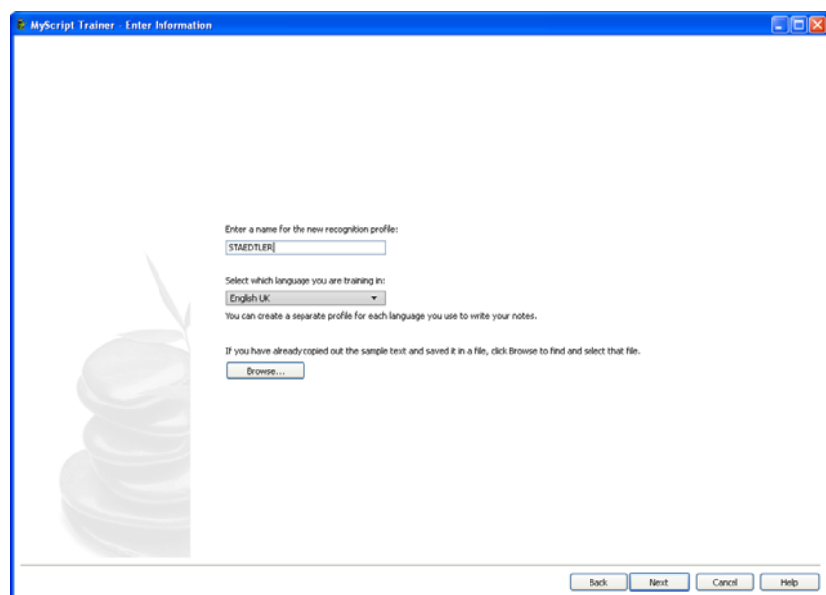 MyScript Trainer - Enter Information
Enter a name for the new recognition profile:
STAEDTLER
Select which language you are training in:
English UK
You can create a separate profile for each language you use to write your notes.
If you have already copied out the sample text and saved it in a file, click Browse to find and select that file.
Browse...
Back Next Cancel Help